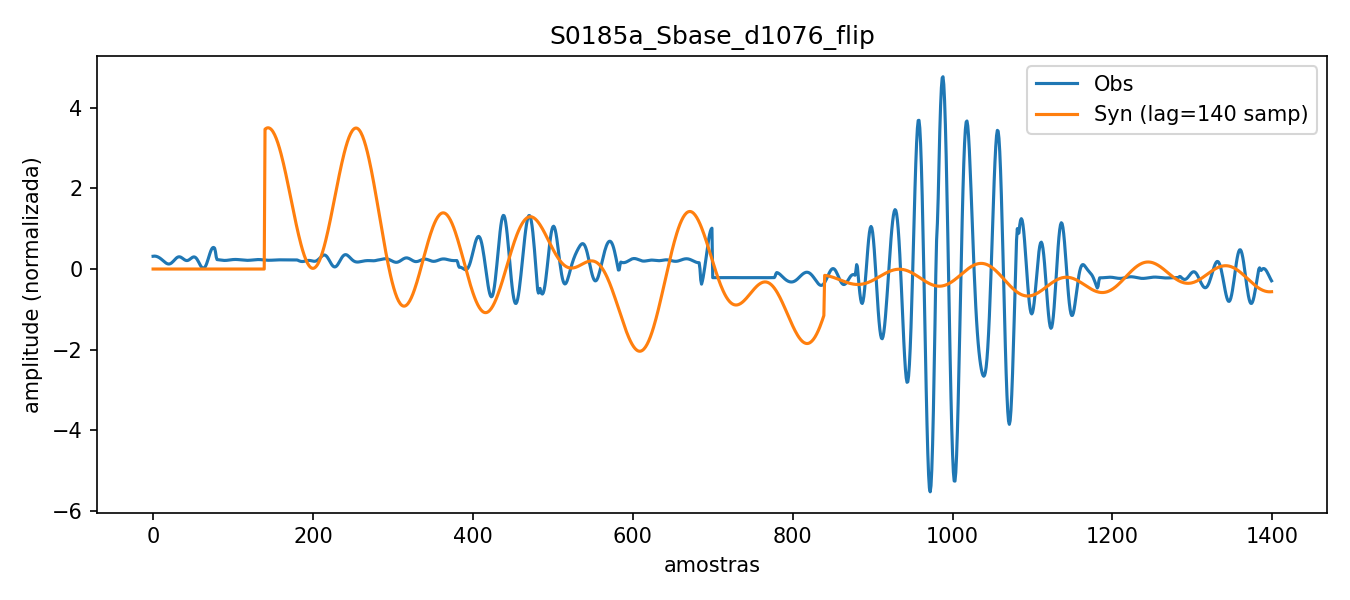 S0185a_Sbase_d1076_flip
Obs
Syn (lag=140 samp)
amplitude (normalizada)
4
2
0
−2
−4
−6
0 200 400 600 800 1000 1200 1400
amostras